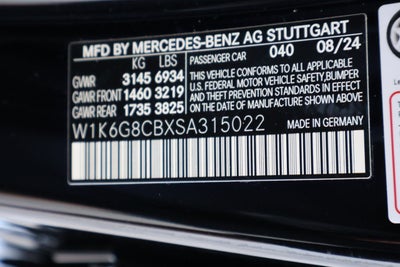 MFD BY MERCEDES-BENZ AG STUTTGART
KG LBS PASSENGER CAR 040 08/24
GVWR 3145 6934
GAWR FRONT 1460 3219
GAWR REAR 1735 3825
THIS VEHICLE CONFORMS TO ALL APPLICABLE
U.S. FEDERAL MOTOR VEHICLE SAFETY,BUMPER
AND THEFT PREVENTION STANDARDS IN
EFFECT ON THE DATE OF MANUFACTURE
SHOWN ABOVE.
W1K6G8CBXSA315022
MADE IN GERMANY